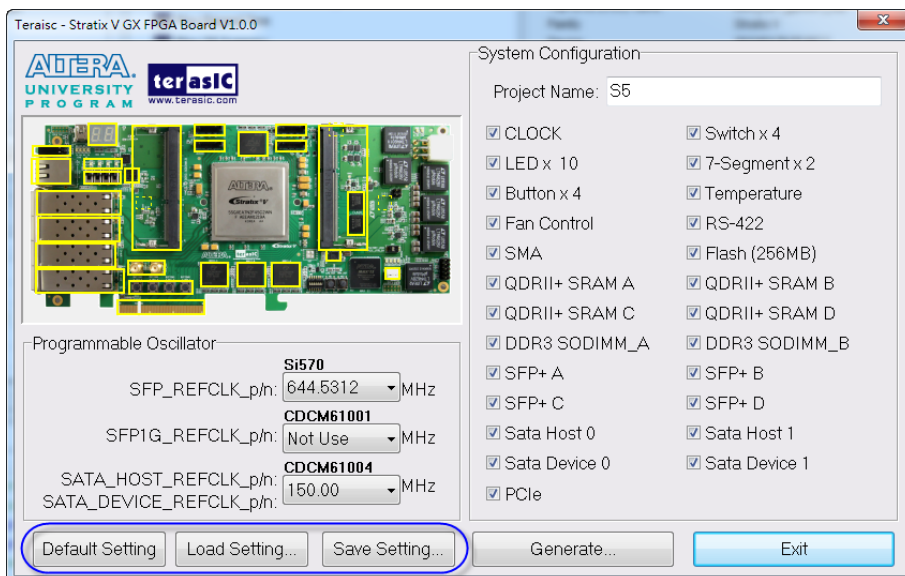 Teraisc - Stratix V GX FPGA Board V1.0.0
ALTERA.
UNIVERSITY
PROGRAM
terasIC
www.terasic.com
ALTERA
Stratix V
Programmable Oscillator
Si570
SFP_REFCLK_p/n: 644.5312 MHz
CDCM61001
SFP1G_REFCLK_p/n: Not Use MHz
CDCM61004
SATA_HOST_REFCLK_p/n:
SATA_DEVICE_REFCLK_p/n:
150.00 MHz
Default Setting Load Setting... Save Setting...
System Configuration
Project Name: S5
CLOCK Switch x 4
LED x 10 7-Segment x 2
Button x 4 Temperature
Fan Control RS-422
SMA Flash (256MB)
QDRII+ SRAM A QDRII+ SRAM B
QDRII+ SRAM C QDRII+ SRAM D
DDR3 SODIMM_A DDR3 SODIMM_B
SFP+ A SFP+ B
SFP+ C SFP+ D
Sata Host 0 Sata Host 1
Sata Device 0 Sata Device 1
PCIe
Generate... Exit